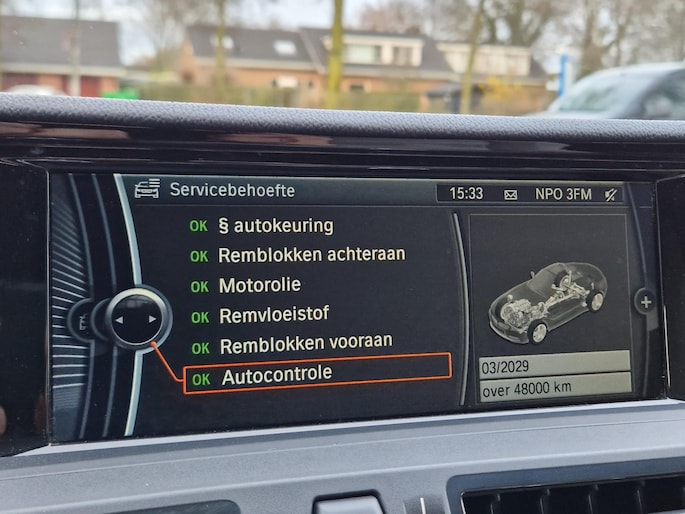 Servicebehoefte 15:33 NPO 3FM
OK § autokeuring
OK Remblokken achteraan
OK Motorolie
OK Remvloeistof
OK Remblokken vooraan
OK Autocontrole
03/2029
over 48000 km